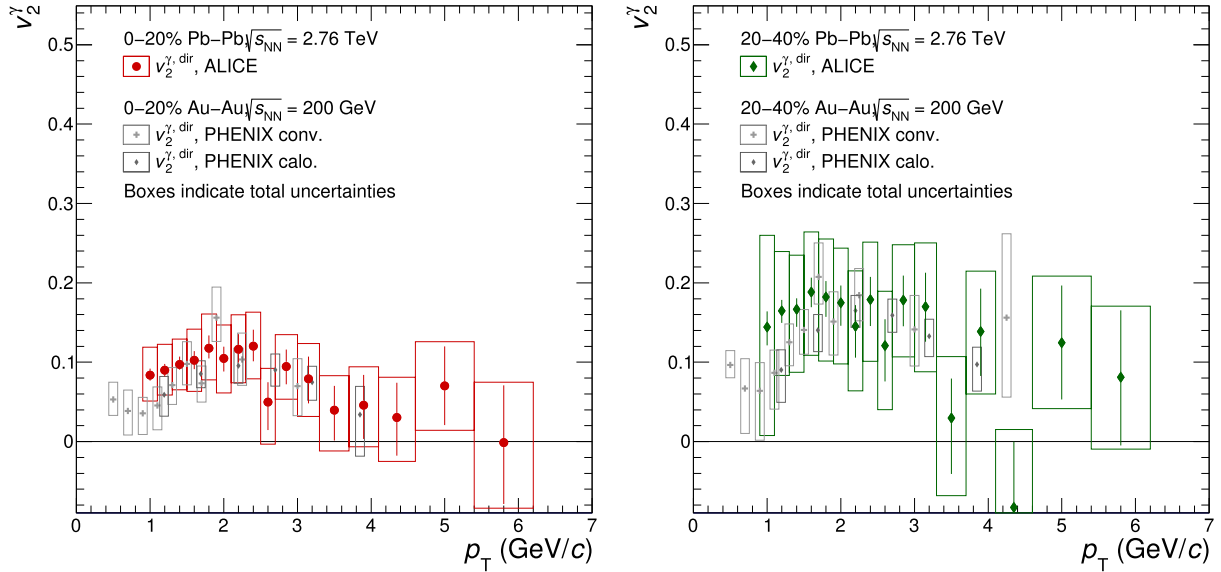 v₂^γ
0–20% Pb–Pb, √s_NN = 2.76 TeV
v₂^γ, dir, ALICE
0–20% Au–Au, √s_NN = 200 GeV
v₂^γ, dir, PHENIX conv.
v₂^γ, dir, PHENIX calo.
Boxes indicate total uncertainties
0.5
0.4
0.3
0.2
0.1
0
0 1 2 3 4 5 6 7
p_T (GeV/c)
v₂^γ
20–40% Pb–Pb, √s_NN = 2.76 TeV
v₂^γ, dir, ALICE
20–40% Au–Au, √s_NN = 200 GeV
v₂^γ, dir, PHENIX conv.
v₂^γ, dir, PHENIX calo.
Boxes indicate total uncertainties
0.5
0.4
0.3
0.2
0.1
0
0 1 2 3 4 5 6 7
p_T (GeV/c)